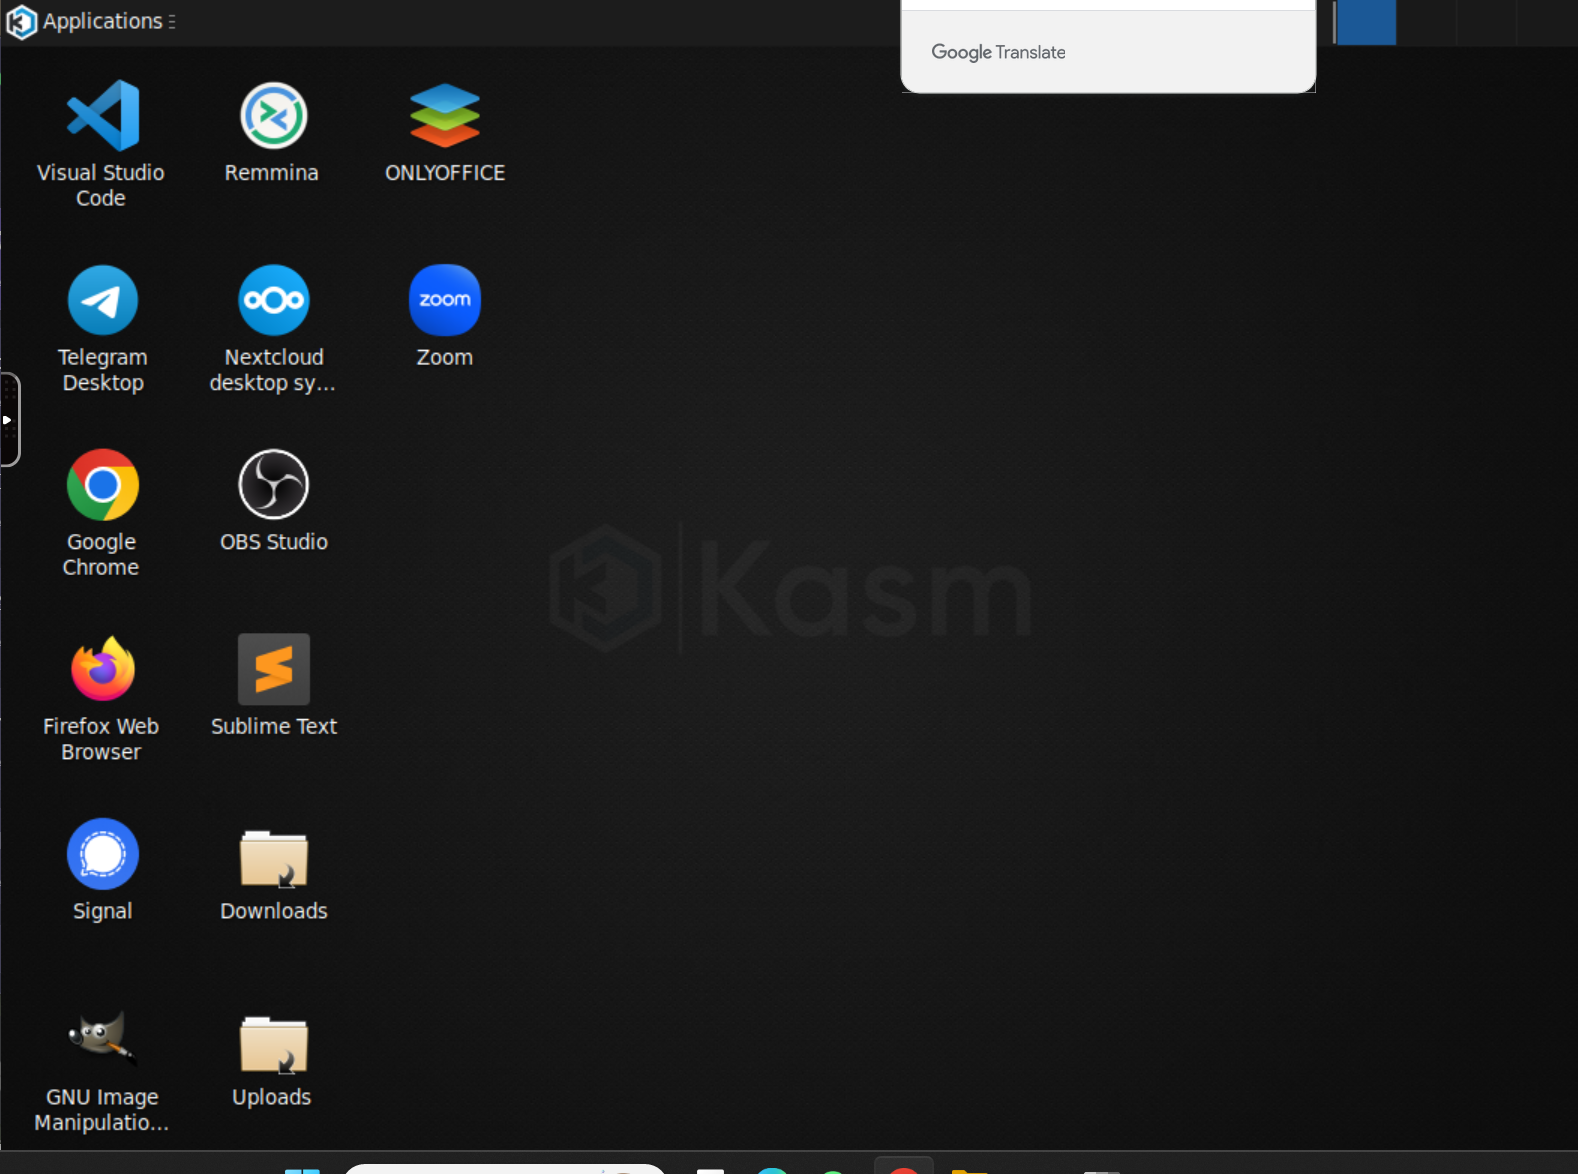 Applications
Google Translate
Visual Studio
Code
Remmina
ONLYOFFICE
Telegram
Desktop
Nextcloud
desktop sy...
zoom
Zoom
Google
Chrome
OBS Studio
Kasm
Firefox Web
Browser
Sublime Text
Signal
Downloads
GNU Image
Manipulatio...
Uploads